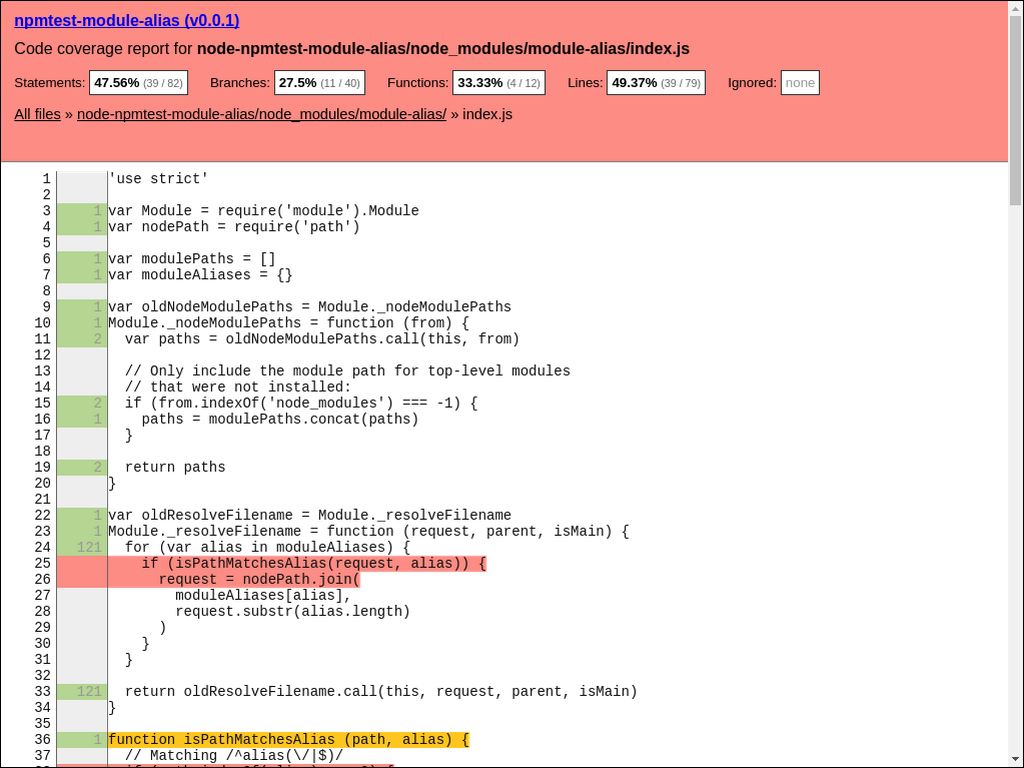 npmtest-module-alias (v0.0.1)
Code coverage report for node-npmtest-module-alias/node_modules/module-alias/index.js
Statements: 47.56% (39 / 82) Branches: 27.5% (11 / 40) Functions: 33.33% (4 / 12) Lines: 49.37% (39 / 79) Ignored: none
All files » node-npmtest-module-alias/node_modules/module-alias/ » index.js
1 'use strict'
2
3 1 var Module = require('module').Module
4 1 var nodePath = require('path')
5
6 1 var modulePaths = []
7 1 var moduleAliases = {}
8
9 1 var oldNodeModulePaths = Module._nodeModulePaths
10 1 Module._nodeModulePaths = function (from) {
11 2 var paths = oldNodeModulePaths.call(this, from)
12
13 // Only include the module path for top-level modules
14 // that were not installed:
15 2 if (from.indexOf('node_modules') === -1) {
16 1 paths = modulePaths.concat(paths)
17 }
18
19 2 return paths
20 }
21
22 1 var oldResolveFilename = Module._resolveFilename
23 1 Module._resolveFilename = function (request, parent, isMain) {
24 121 for (var alias in moduleAliases) {
25 if (isPathMatchesAlias(request, alias)) {
26 request = nodePath.join(
27 moduleAliases[alias],
28 request.substr(alias.length)
29 )
30 }
31 }
32
33 121 return oldResolveFilename.call(this, request, parent, isMain)
34 }
35
36 1 function isPathMatchesAlias (path, alias) {
37 // Matching /^alias(\/|$)/